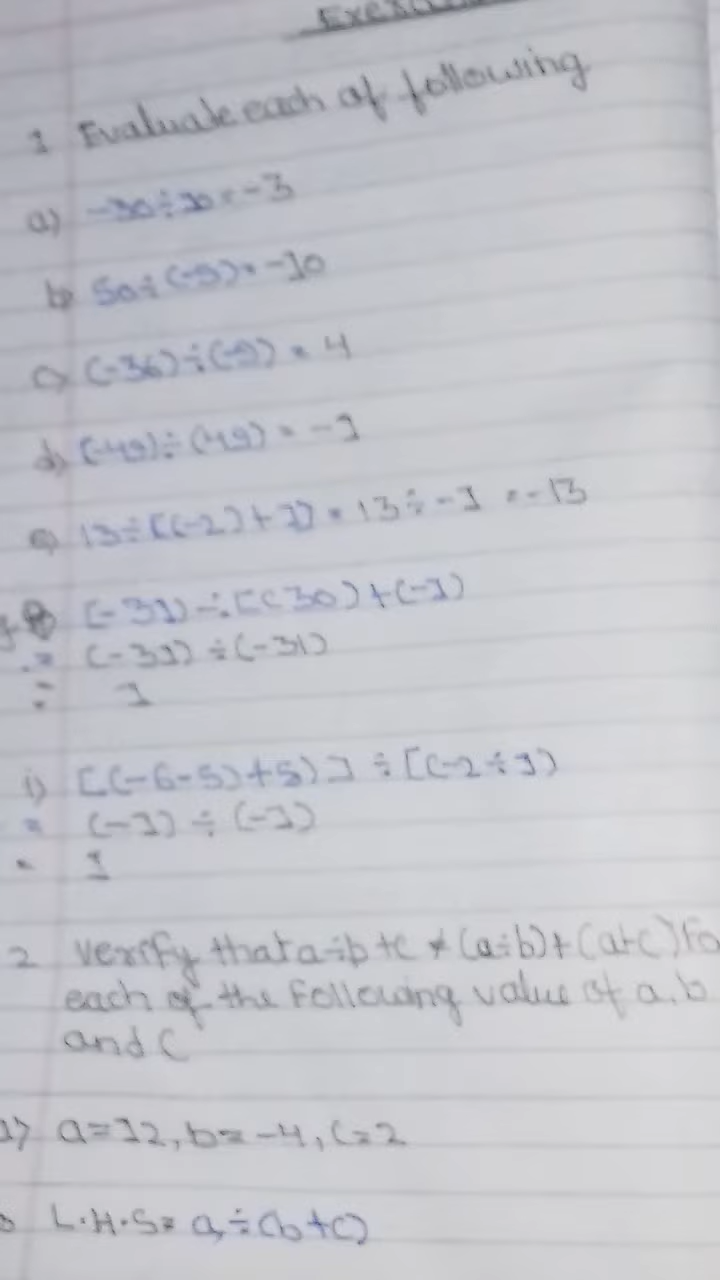 1 Evaluate each of following
a) -30÷10=-3
b) 50÷(-5)=-10
c) (-36)÷(-9) = 4
d) (-49)÷(49) = -1
e) 13÷[(-2)+1] = 13÷-1 =-13
(-31)÷[(-30)+(-1)
= (-31)÷(-31)
= 1
i) [(-6-5)+5)] ÷[(-2÷1)
= (-1) ÷ (-1)
= 1
2 Verify that a÷b+c ≠ (a÷b)+(a+c) fo
each of the following value of a, b
and C
1) a=12, b=-4, c=2
L.H.S= a÷(b+c)